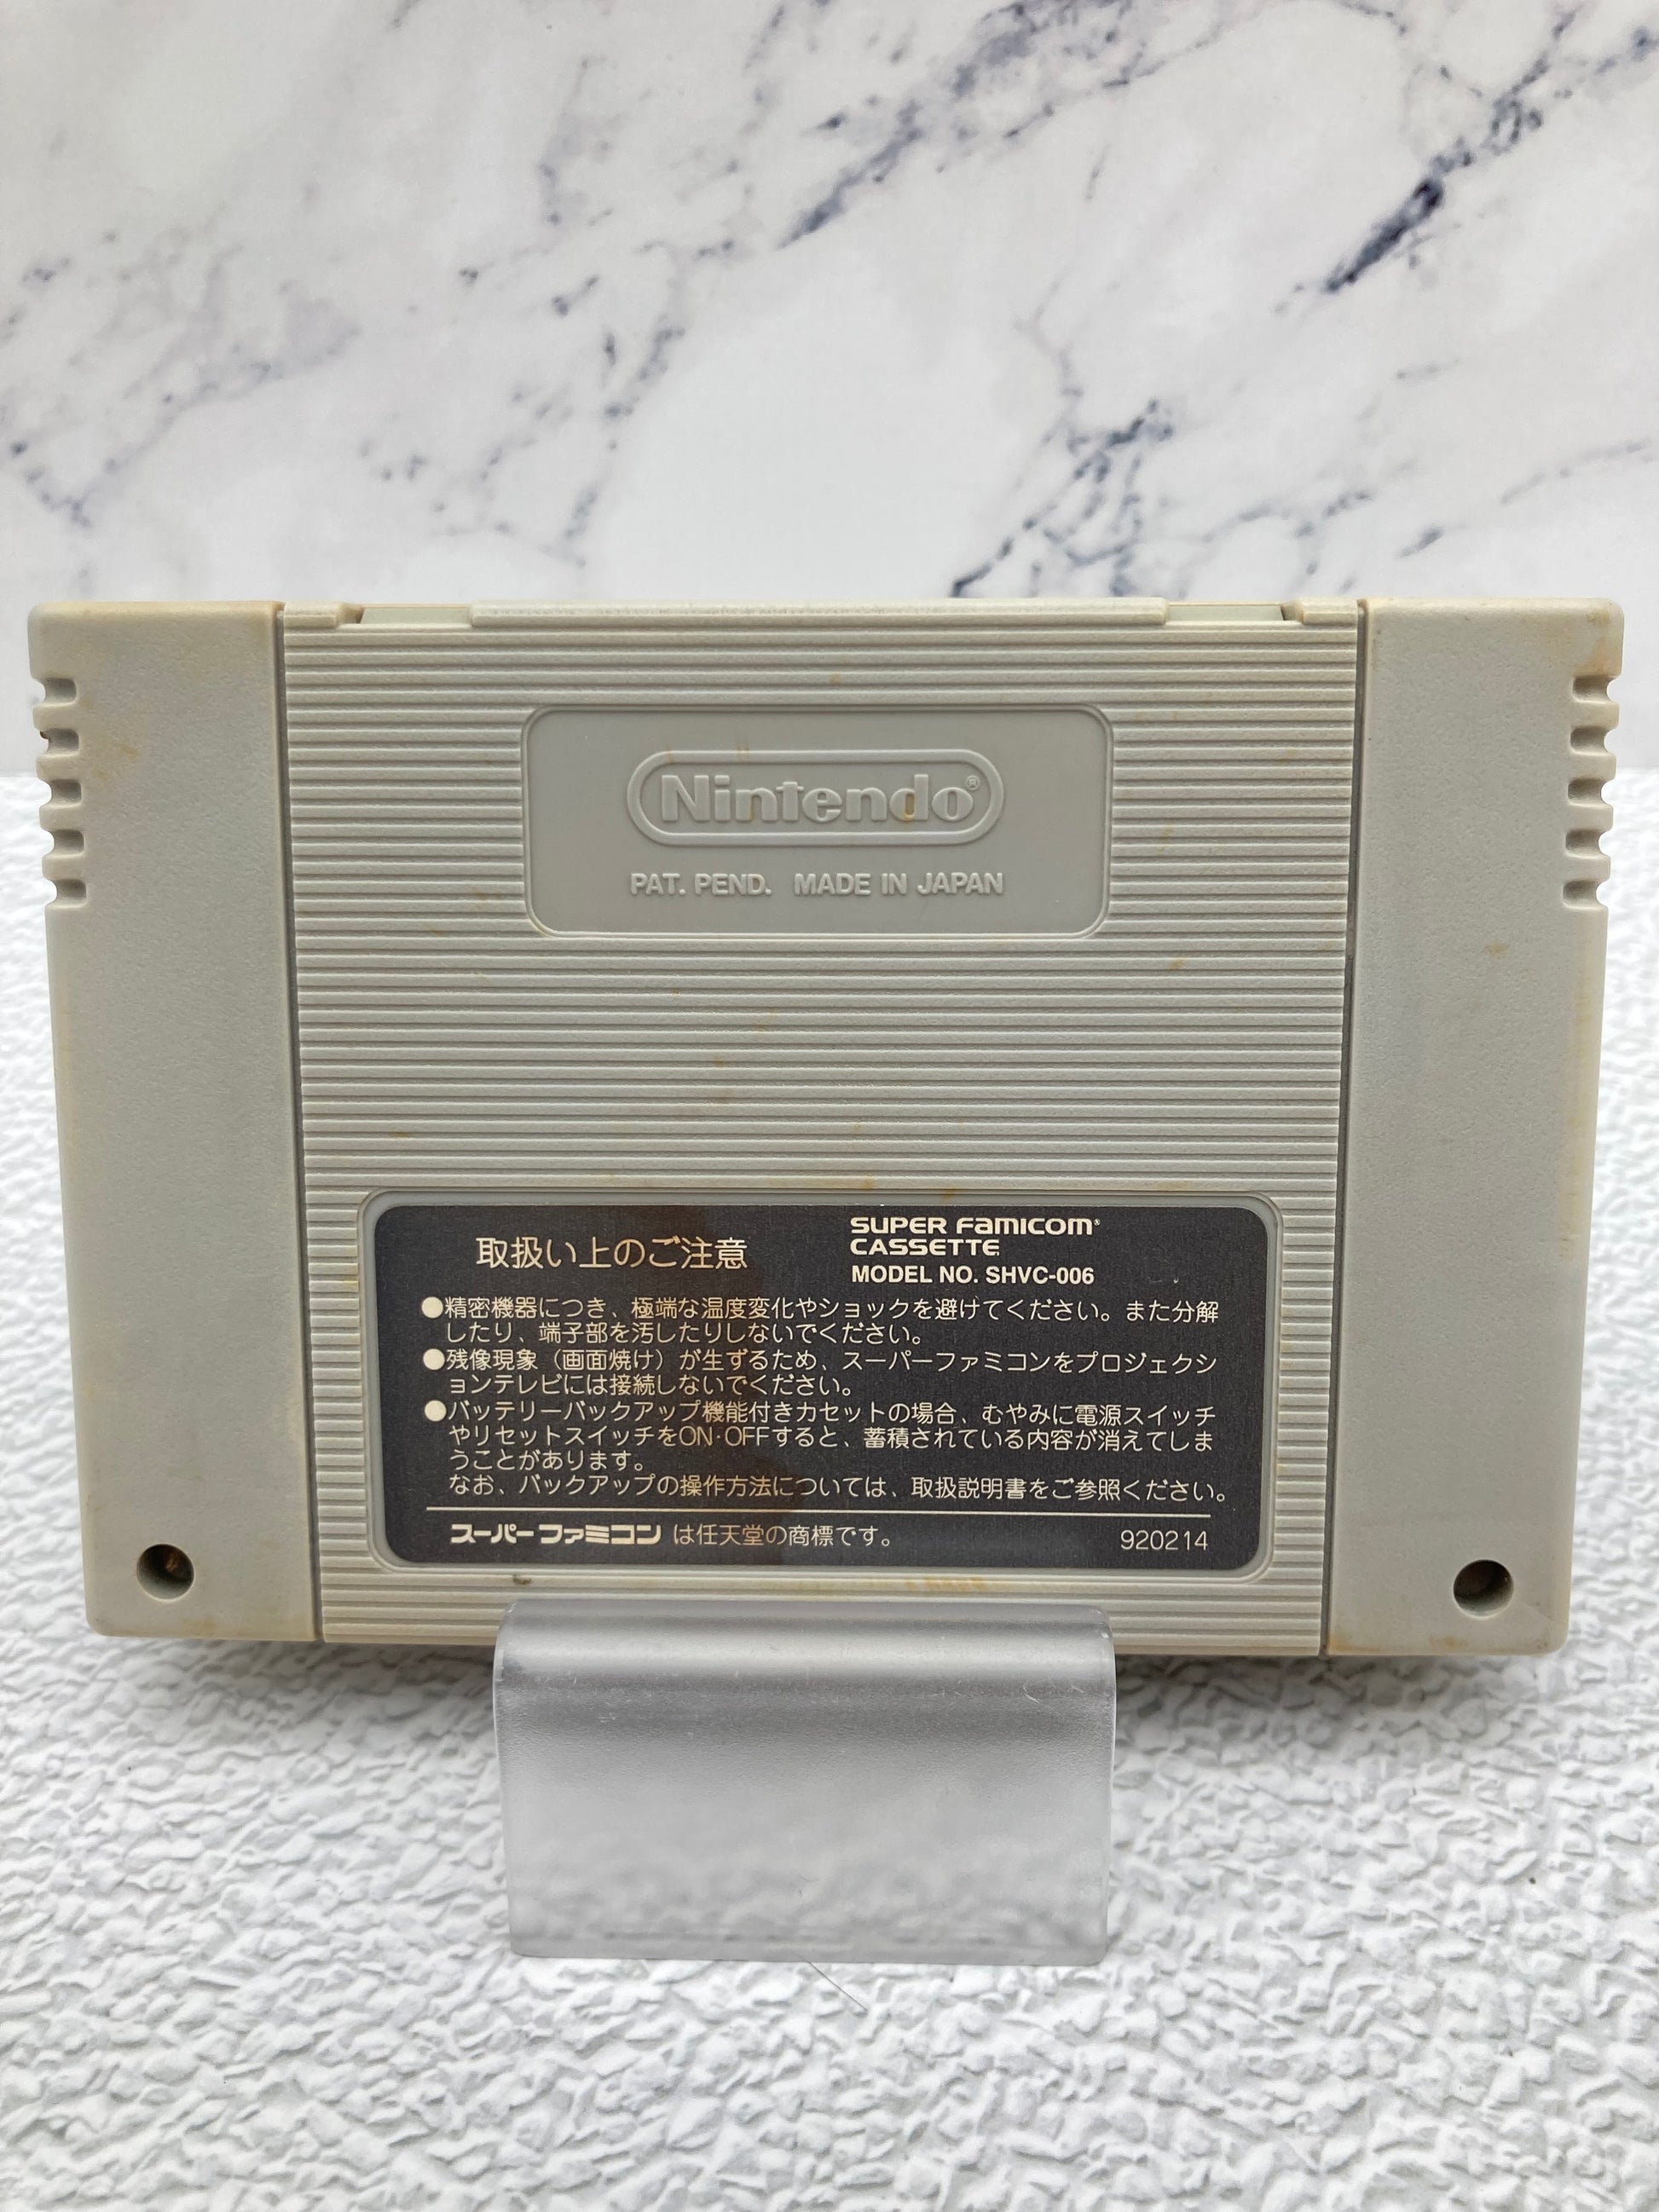 Nintendo®
PAT. PEND. MADE IN JAPAN
取扱い上のご注意
SUPER FAMICOM®
CASSETTE
MODEL NO. SHVC-006
●精密機器につき、極端な温度変化やショックを避けてください。また分解
したり、端子部を汚したりしないでください。
●残像現象（画面焼け）が生ずるため、スーパーファミコンをプロジェクシ
ョンテレビには接続しないでください。
●バッテリーバックアップ機能付きカセットの場合、むやみに電源スイッチ
やリセットスイッチをON·OFFすると、蓄積されている内容が消えてしま
うことがあります。
なお、バックアップの操作方法については、取扱説明書をご参照ください。
スーパーファミコン は任天堂の商標です。
920214